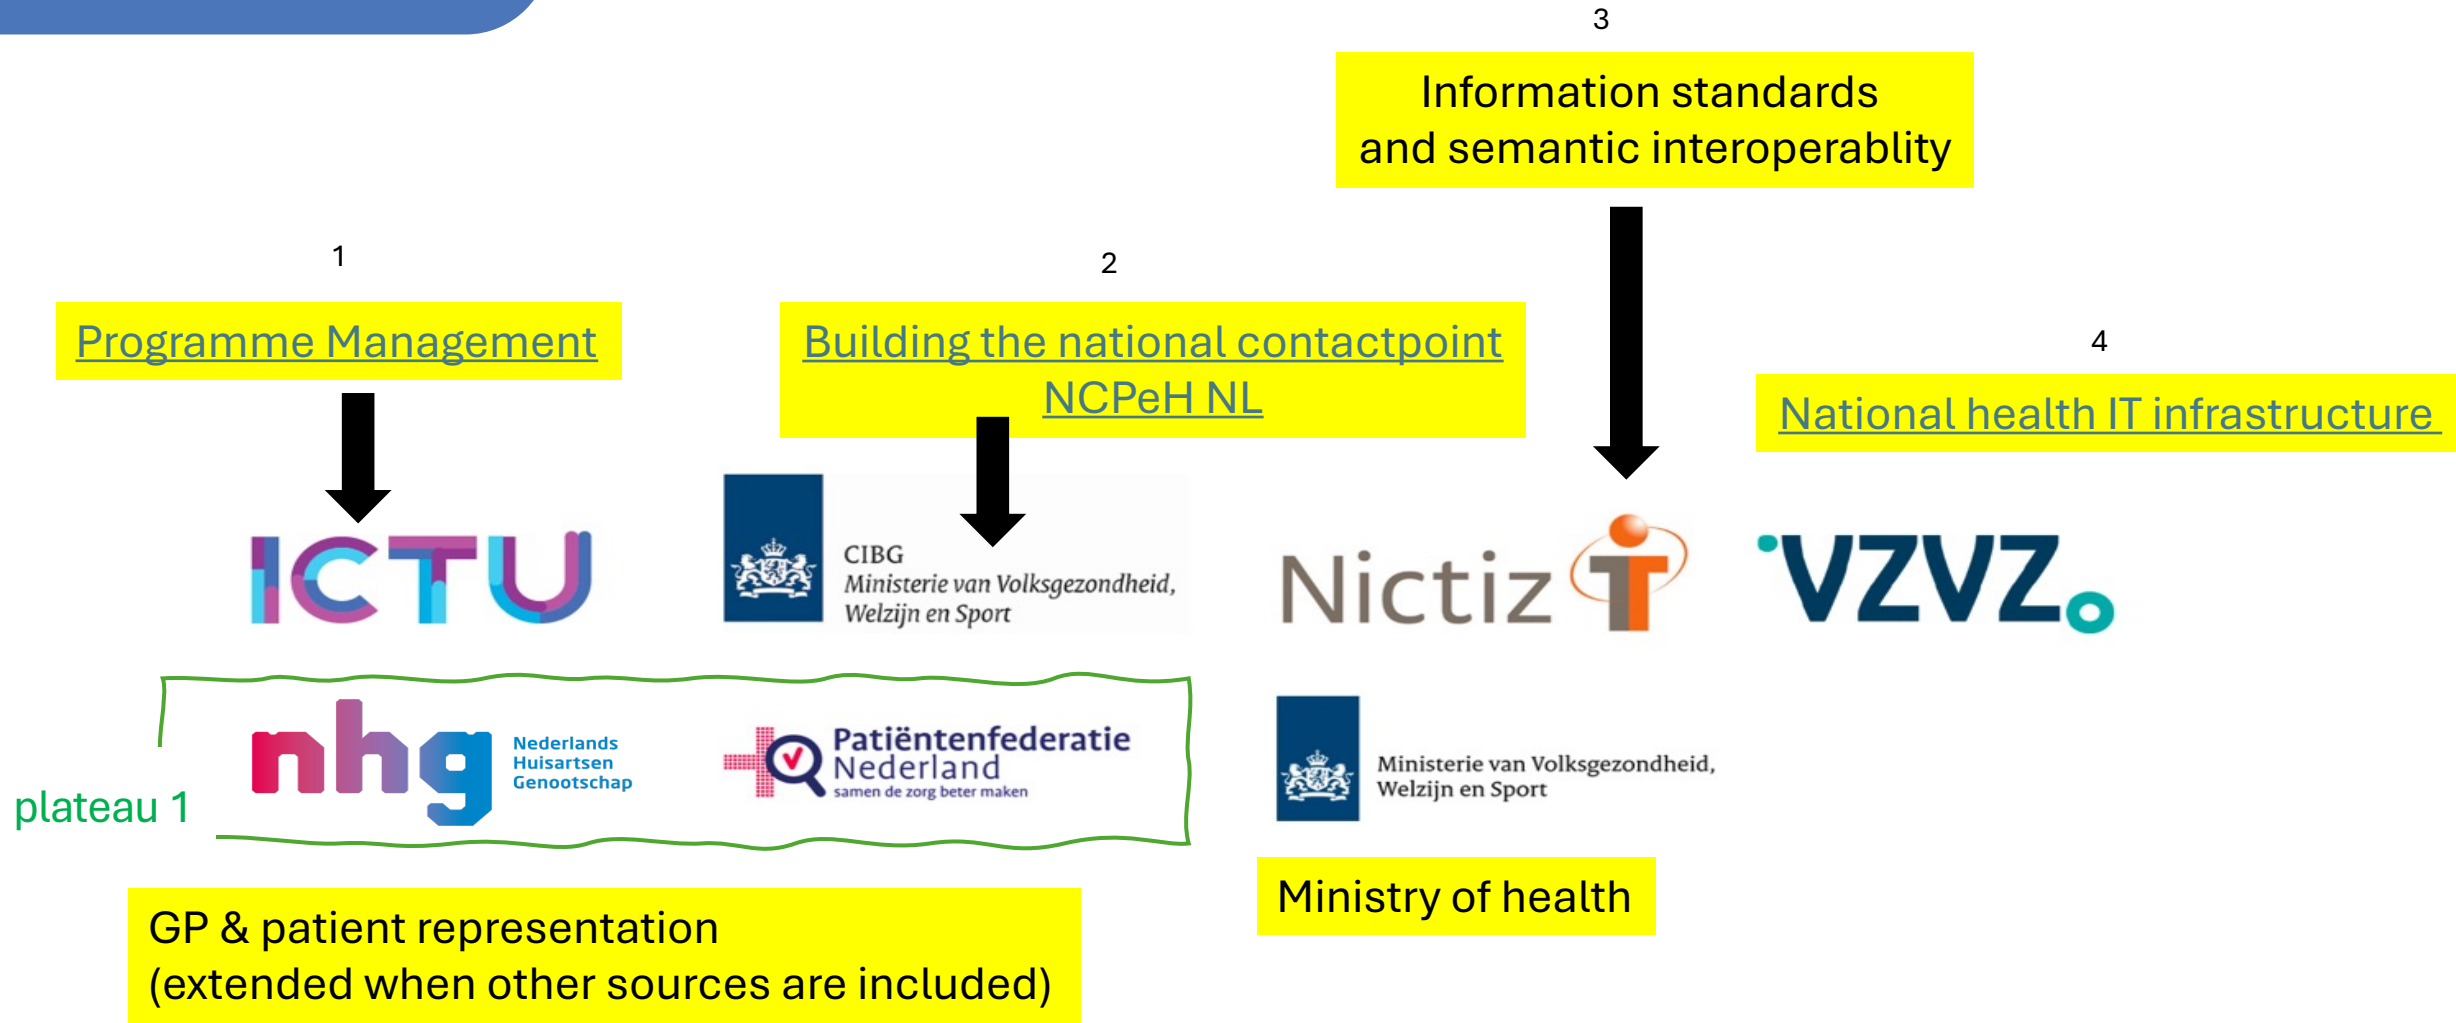 3
Information standards
and semantic interoperablity
1
2
Programme Management
Building the national contactpoint
NCPeH NL
4
National health IT infrastructure
ICTU
CIBG
Ministerie van Volksgezondheid,
Welzijn en Sport
Nictiz
VZVZ
plateau 1
nhg
Nederlands
Huisartsen
Genootschap
Patiëntenfederatie
Nederland
samen de zorg beter maken
Ministerie van Volksgezondheid,
Welzijn en Sport
GP & patient representation
(extended when other sources are included)
Ministry of health